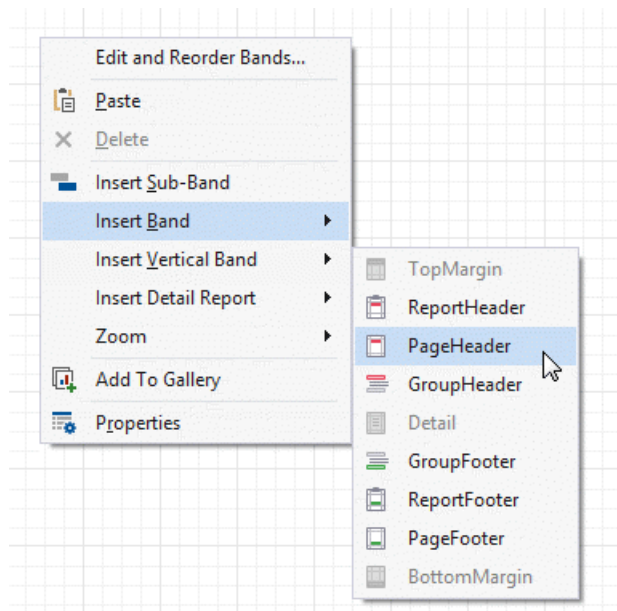 Edit and Reorder Bands...
Paste
Delete
Insert Sub-Band
Insert Band
Insert Vertical Band
Insert Detail Report
Zoom
Add To Gallery
Properties
TopMargin
ReportHeader
PageHeader
GroupHeader
Detail
GroupFooter
ReportFooter
PageFooter
BottomMargin